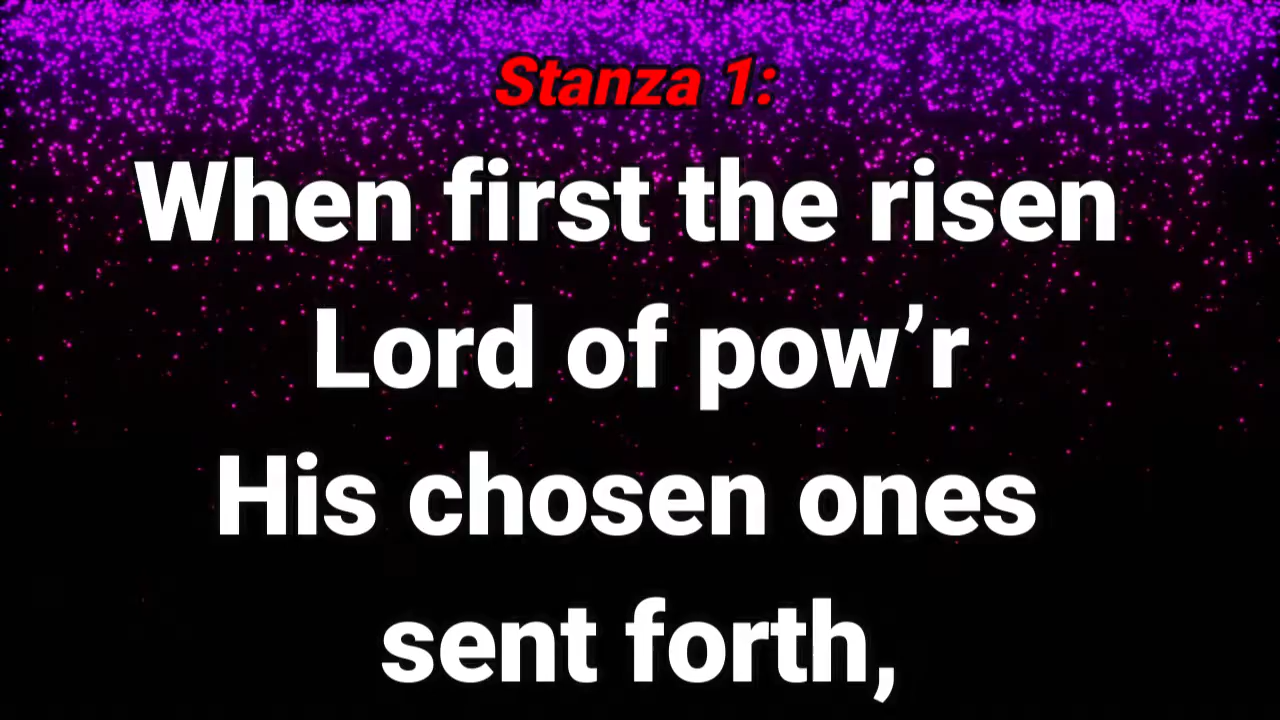 Stanza 1:
When first the risen
Lord of pow’r
His chosen ones
sent forth,